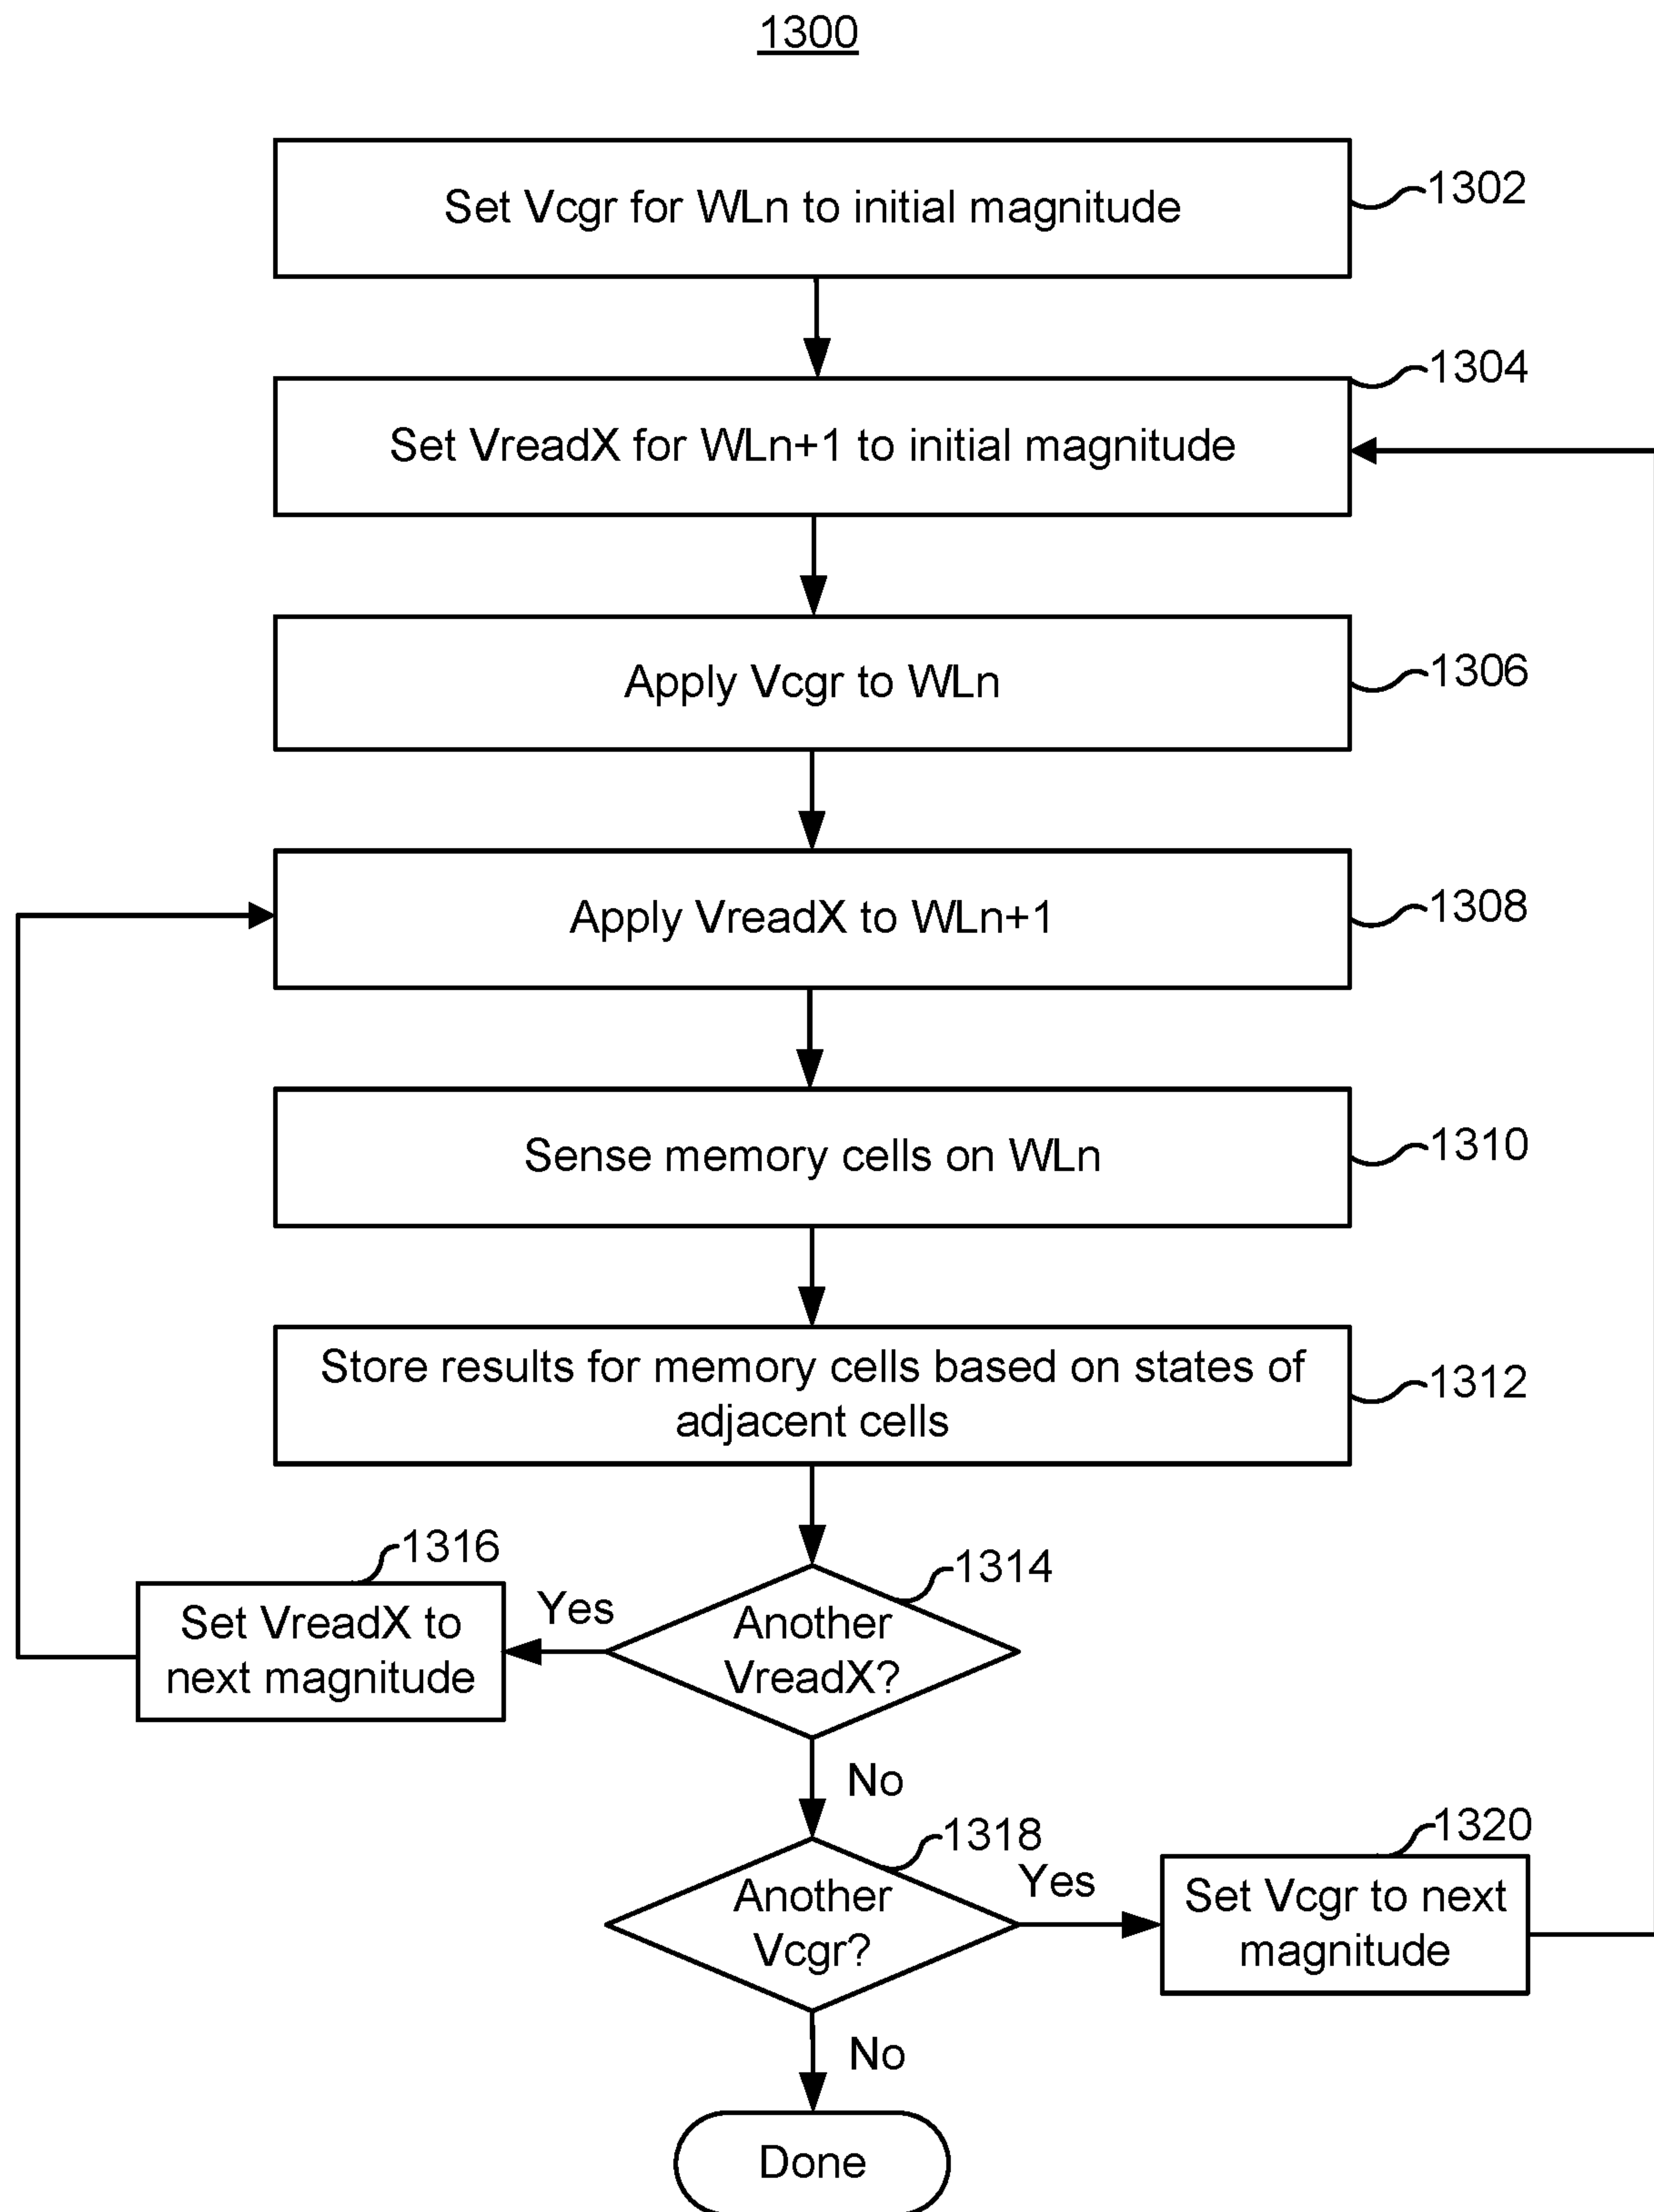 1300
Set Vcgr for WLn to initial magnitude
1302
Set VreadX for WLn+1 to initial magnitude
1304
Apply Vcgr to WLn
1306
Apply VreadX to WLn+1
1308
Sense memory cells on WLn
1310
Store results for memory cells based on states of
adjacent cells
1312
1316
Set VreadX to
next magnitude
Yes
1314
Another
VreadX?
No
1318
Another
Vcgr?
Yes
1320
Set Vcgr to next
magnitude
No
Done